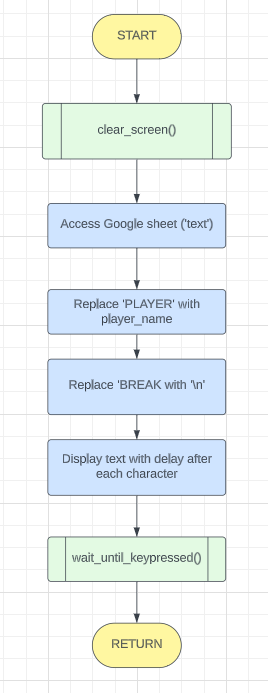 START
clear_screen()
Access Google sheet ('text')
Replace 'PLAYER' with
player_name
Replace 'BREAK with '\n'
Display text with delay after
each character
wait_until_keypressed()
RETURN